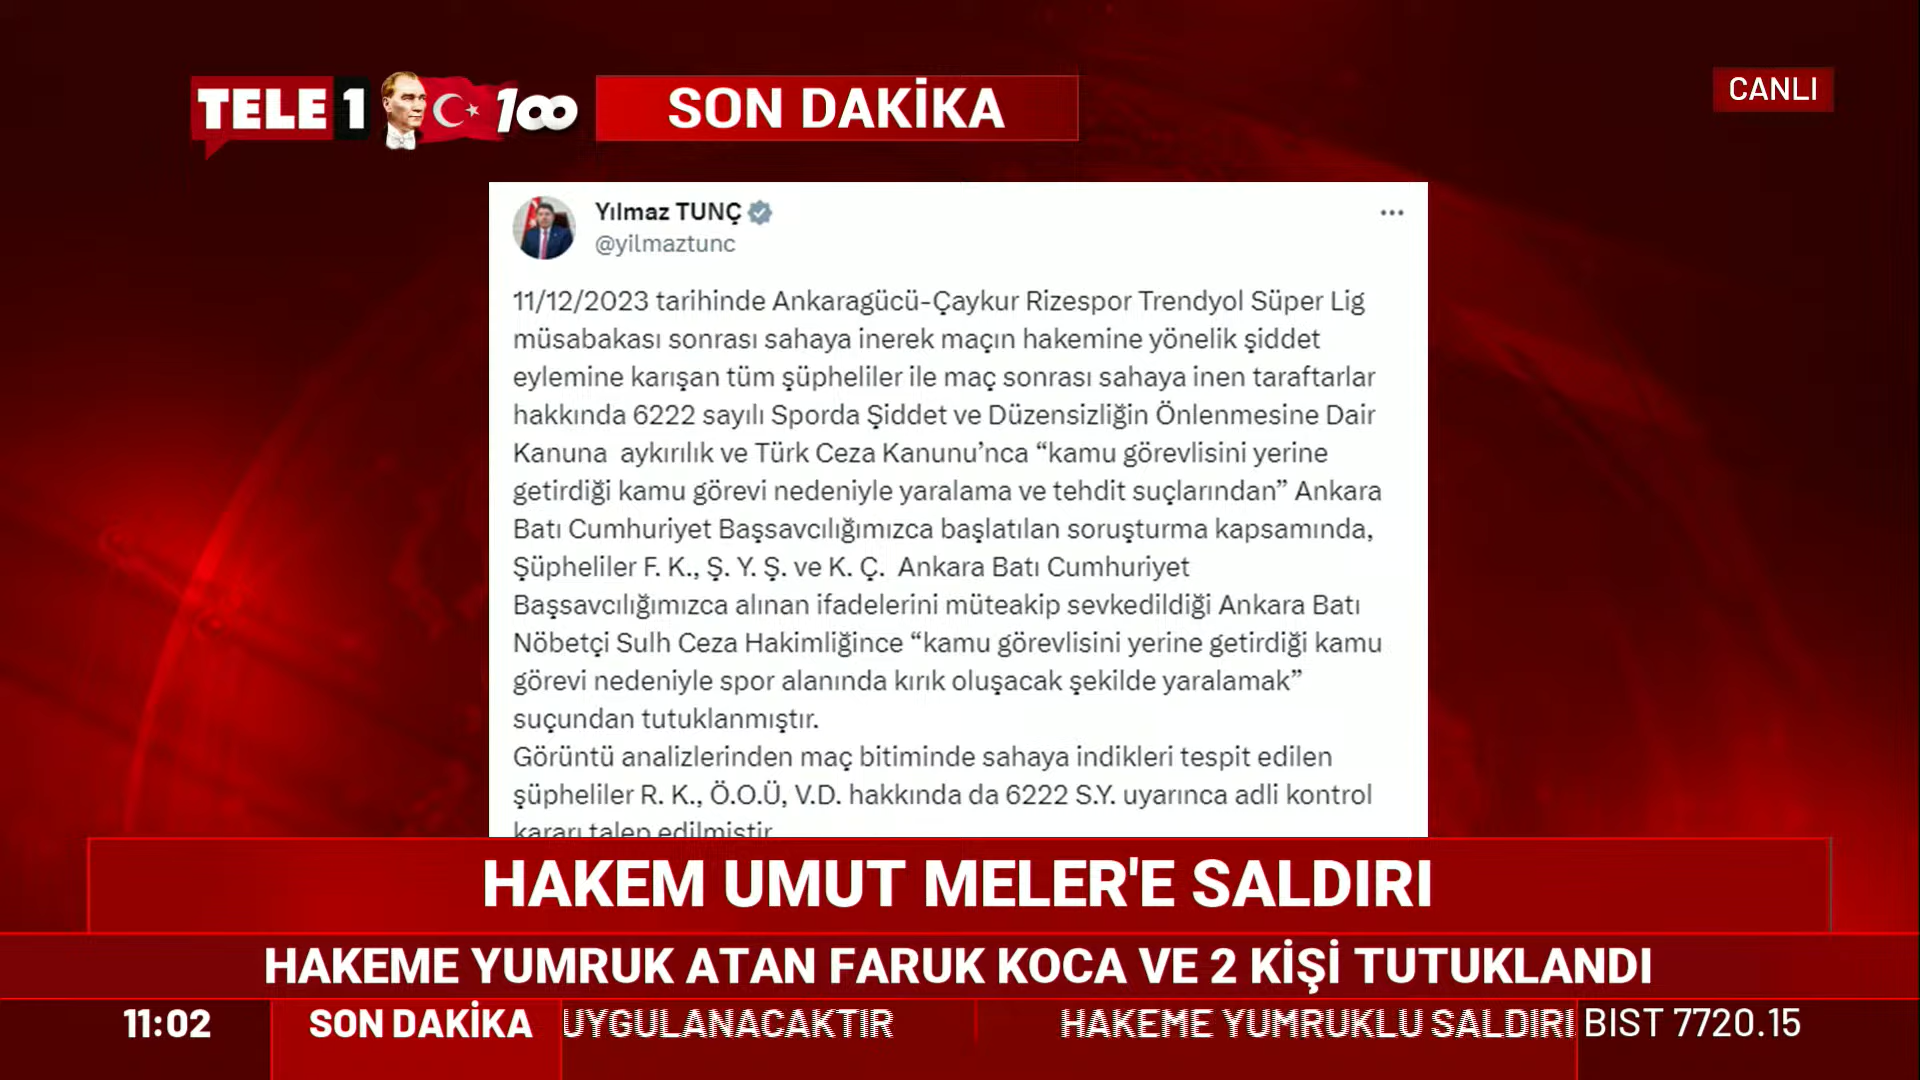 TELE 1
100
SON DAKİKA
CANLI
Yılmaz TUNÇ
@yilmaztunc
11/12/2023 tarihinde Ankaragücü-Çaykur Rizespor Trendyol Süper Lig
müsabakası sonrası sahaya inerek maçın hakemine yönelik şiddet
eylemine karışan tüm şüpheliler ile maç sonrası sahaya inen taraftarlar
hakkında 6222 sayılı Sporda Şiddet ve Düzensizliğin Önlenmesine Dair
Kanuna  aykırılık ve Türk Ceza Kanunu’nca “kamu görevlisini yerine
getirdiği kamu görevi nedeniyle yaralama ve tehdit suçlarından” Ankara
Batı Cumhuriyet Başsavcılığımızca başlatılan soruşturma kapsamında,
Şüpheliler F. K., Ş. Y. Ş. ve K. Ç.  Ankara Batı Cumhuriyet
Başsavcılığımızca alınan ifadelerini müteakip sevkedildiği Ankara Batı
Nöbetçi Sulh Ceza Hakimliğince “kamu görevlisini yerine getirdiği kamu
görevi nedeniyle spor alanında kırık oluşacak şekilde yaralamak”
suçundan tutuklanmıştır.
Görüntü analizlerinden maç bitiminde sahaya indikleri tespit edilen
şüpheliler R. K., Ö.O.Ü, V.D. hakkında da 6222 S.Y. uyarınca adli kontrol
kararı talep edilmiştir
HAKEM UMUT MELER'E SALDIRI
HAKEME YUMRUK ATAN FARUK KOCA VE 2 KİŞİ TUTUKLANDI
11:02
SON DAKİKA
UYGULANACAKTIR
HAKEME YUMRUKLU SALDIRI
BIST 7720.15